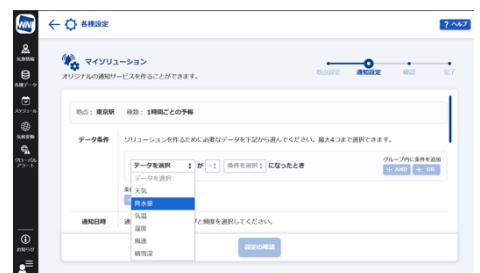 WNI
各種設定
? ヘルプ
マイソリューション
オリジナルの通知サービスを作ることができます。
地点設定 通知設定 確認 完了
地点：東京駅 種類：1時間ごとの予報
データ条件 ソリューションを作るために必要なデータを下記から選んでください。最大4つまで選択できます。
データを選択 が 条件を選択 になったとき
グループ内に条件を追加
+ AND + OR
データを選択
天気
降水量
気温
湿度
風速
積雪深
通知日時
と頻度を選択してください。
設定の確認
気象情報
各種データ
スケジュール
気候変動
グローバル
アラート
お知らせ